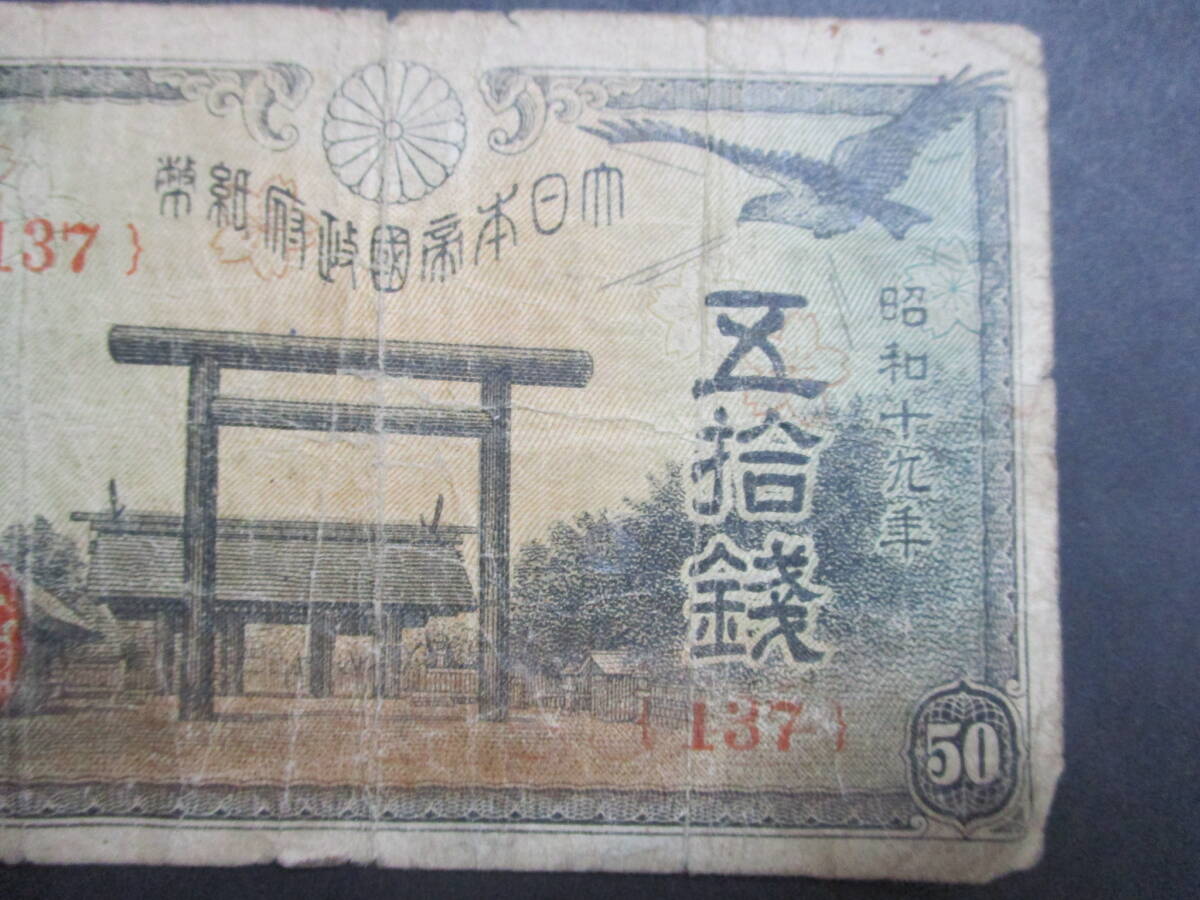 大日本帝國政府紙幣
137 }
五拾錢
昭和十九年
{ 137 }
50